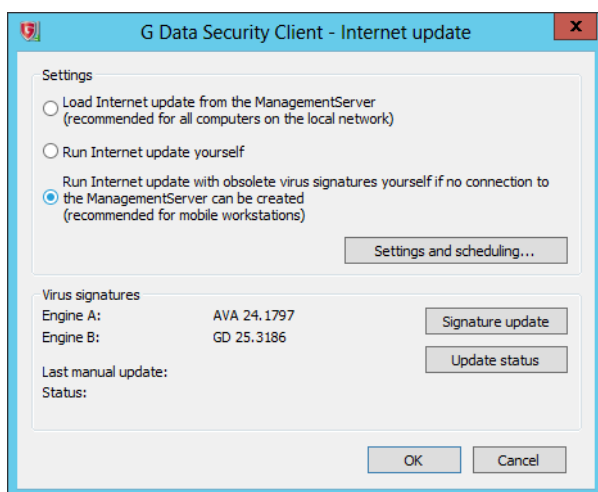 G Data Security Client - Internet update
x
Settings
Load Internet update from the ManagementServer
(recommended for all computers on the local network)
Run Internet update yourself
Run Internet update with obsolete virus signatures yourself if no connection to
the ManagementServer can be created
(recommended for mobile workstations)
Settings and scheduling...
Virus signatures
Engine A: AVA 24.1797
Signature update
Engine B: GD 25.3186
Update status
Last manual update:
Status:
OK Cancel